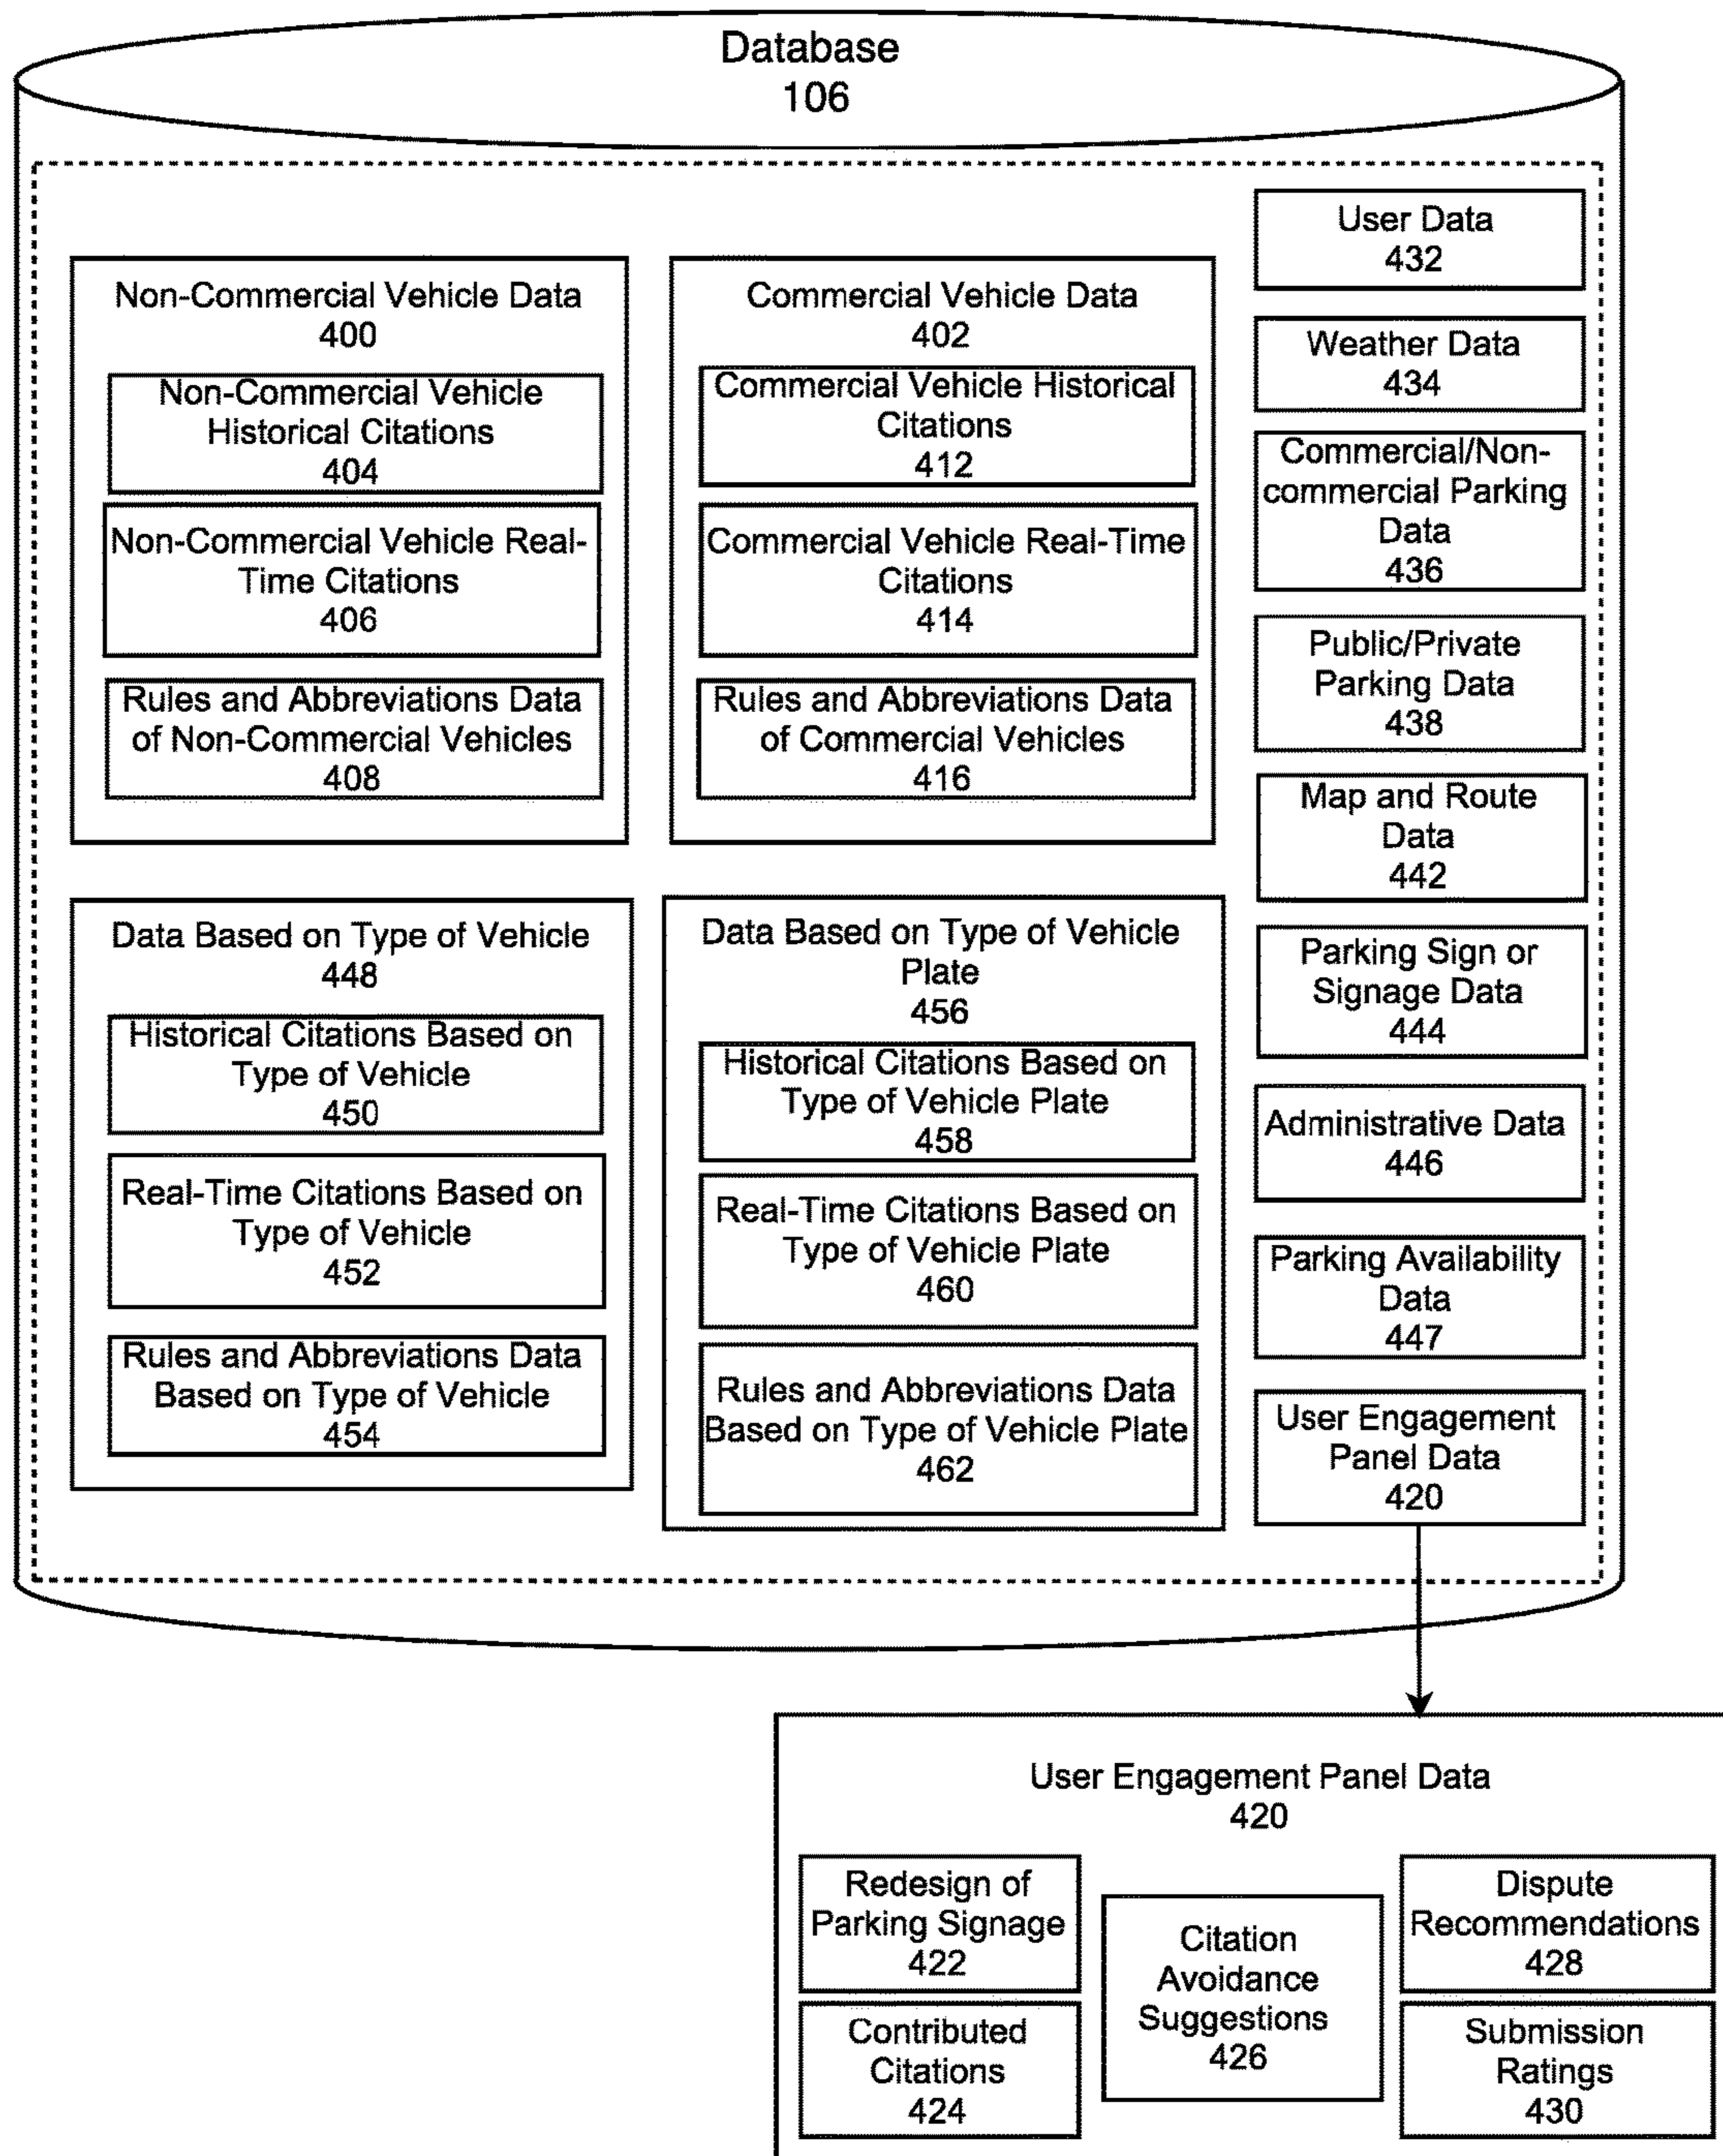 Database
106
Non-Commercial Vehicle Data
400
Non-Commercial Vehicle
Historical Citations
404
Non-Commercial Vehicle Real-
Time Citations
406
Rules and Abbreviations Data
of Non-Commercial Vehicles
408
Commercial Vehicle Data
402
Commercial Vehicle Historical
Citations
412
Commercial Vehicle Real-Time
Citations
414
Rules and Abbreviations Data
of Commercial Vehicles
416
Data Based on Type of Vehicle
448
Historical Citations Based on
Type of Vehicle
450
Real-Time Citations Based on
Type of Vehicle
452
Rules and Abbreviations Data
Based on Type of Vehicle
454
Data Based on Type of Vehicle
Plate
456
Historical Citations Based on
Type of Vehicle Plate
458
Real-Time Citations Based on
Type of Vehicle Plate
460
Rules and Abbreviations Data
Based on Type of Vehicle Plate
462
User Data
432
Weather Data
434
Commercial/Non-
commercial Parking
Data
436
Public/Private
Parking Data
438
Map and Route
Data
442
Parking Sign or
Signage Data
444
Administrative Data
446
Parking Availability
Data
447
User Engagement
Panel Data
420
User Engagement Panel Data
420
Redesign of
Parking Signage
422
Contributed
Citations
424
Citation
Avoidance
Suggestions
426
Dispute
Recommendations
428
Submission
Ratings
430